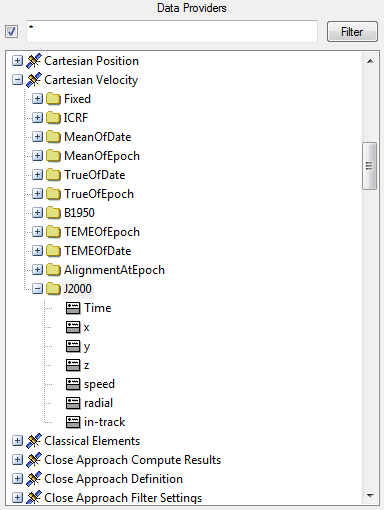 Data Providers
*
Filter
Cartesian Position
Cartesian Velocity
Fixed
ICRF
MeanOfDate
MeanOfEpoch
TrueOfDate
TrueOfEpoch
B1950
TEMEOfEpoch
TEMEOfDate
AlignmentAtEpoch
J2000
Time
x
y
z
speed
radial
in-track
Classical Elements
Close Approach Compute Results
Close Approach Definition
Close Approach Filter Settings